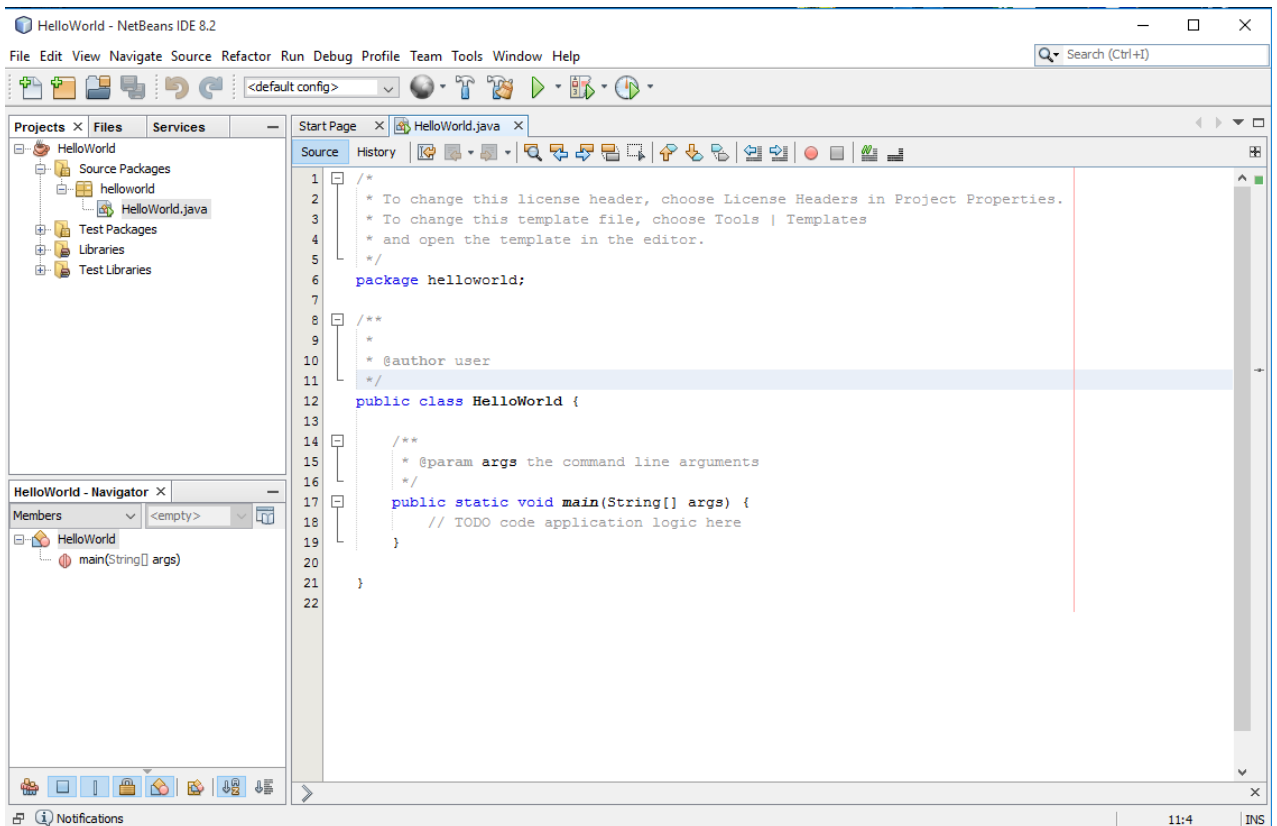 HelloWorld - NetBeans IDE 8.2
File Edit View Navigate Source Refactor Run Debug Profile Team Tools Window Help
Search (Ctrl+I)
<default config>
Projects Files Services
HelloWorld
Source Packages
helloworld
HelloWorld.java
Test Packages
Libraries
Test Libraries
HelloWorld - Navigator
Members <empty>
HelloWorld
main(String[] args)
Start Page HelloWorld.java
Source History
1 /*
2 * To change this license header, choose License Headers in Project Properties.
3 * To change this template file, choose Tools | Templates
4 * and open the template in the editor.
5 */
6 package helloworld;
7
8 /**
9 *
10 * @author user
11 */
12 public class HelloWorld {
13
14 /**
15 * @param args the command line arguments
16 */
17 public static void main(String[] args) {
18 // TODO code application logic here
19 }
20
21 }
22
Notifications
11:4 INS